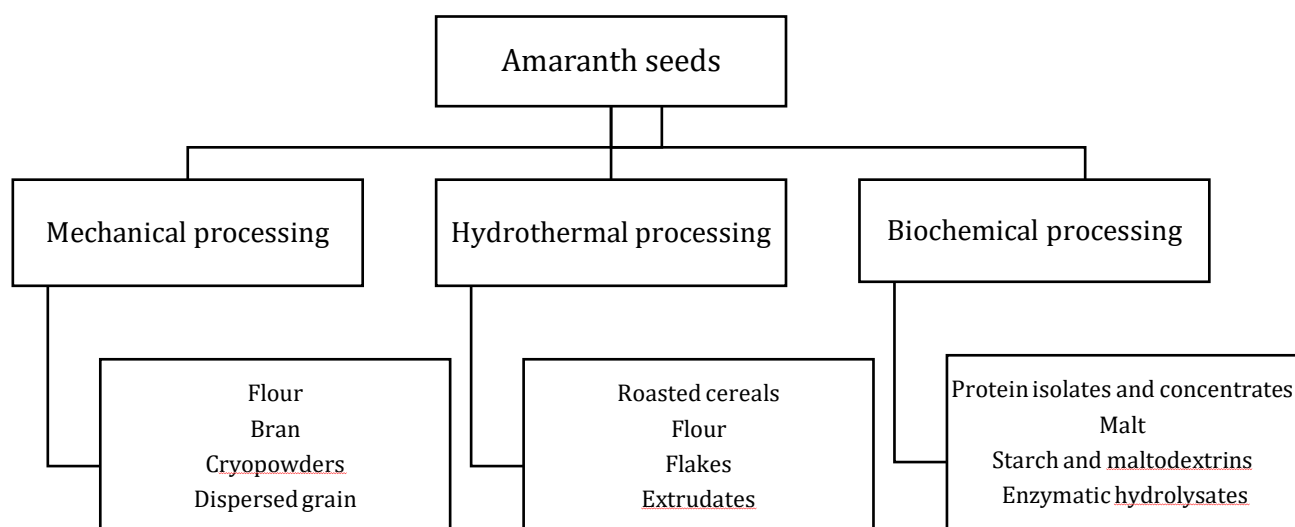 Amaranth seeds
Mechanical processing
Hydrothermal processing
Biochemical processing
Flour
Bran
Cryopowders
Dispersed grain
Roasted cereals
Flour
Flakes
Extrudates
Protein isolates and concentrates
Malt
Starch and maltodextrins
Enzymatic hydrolysates